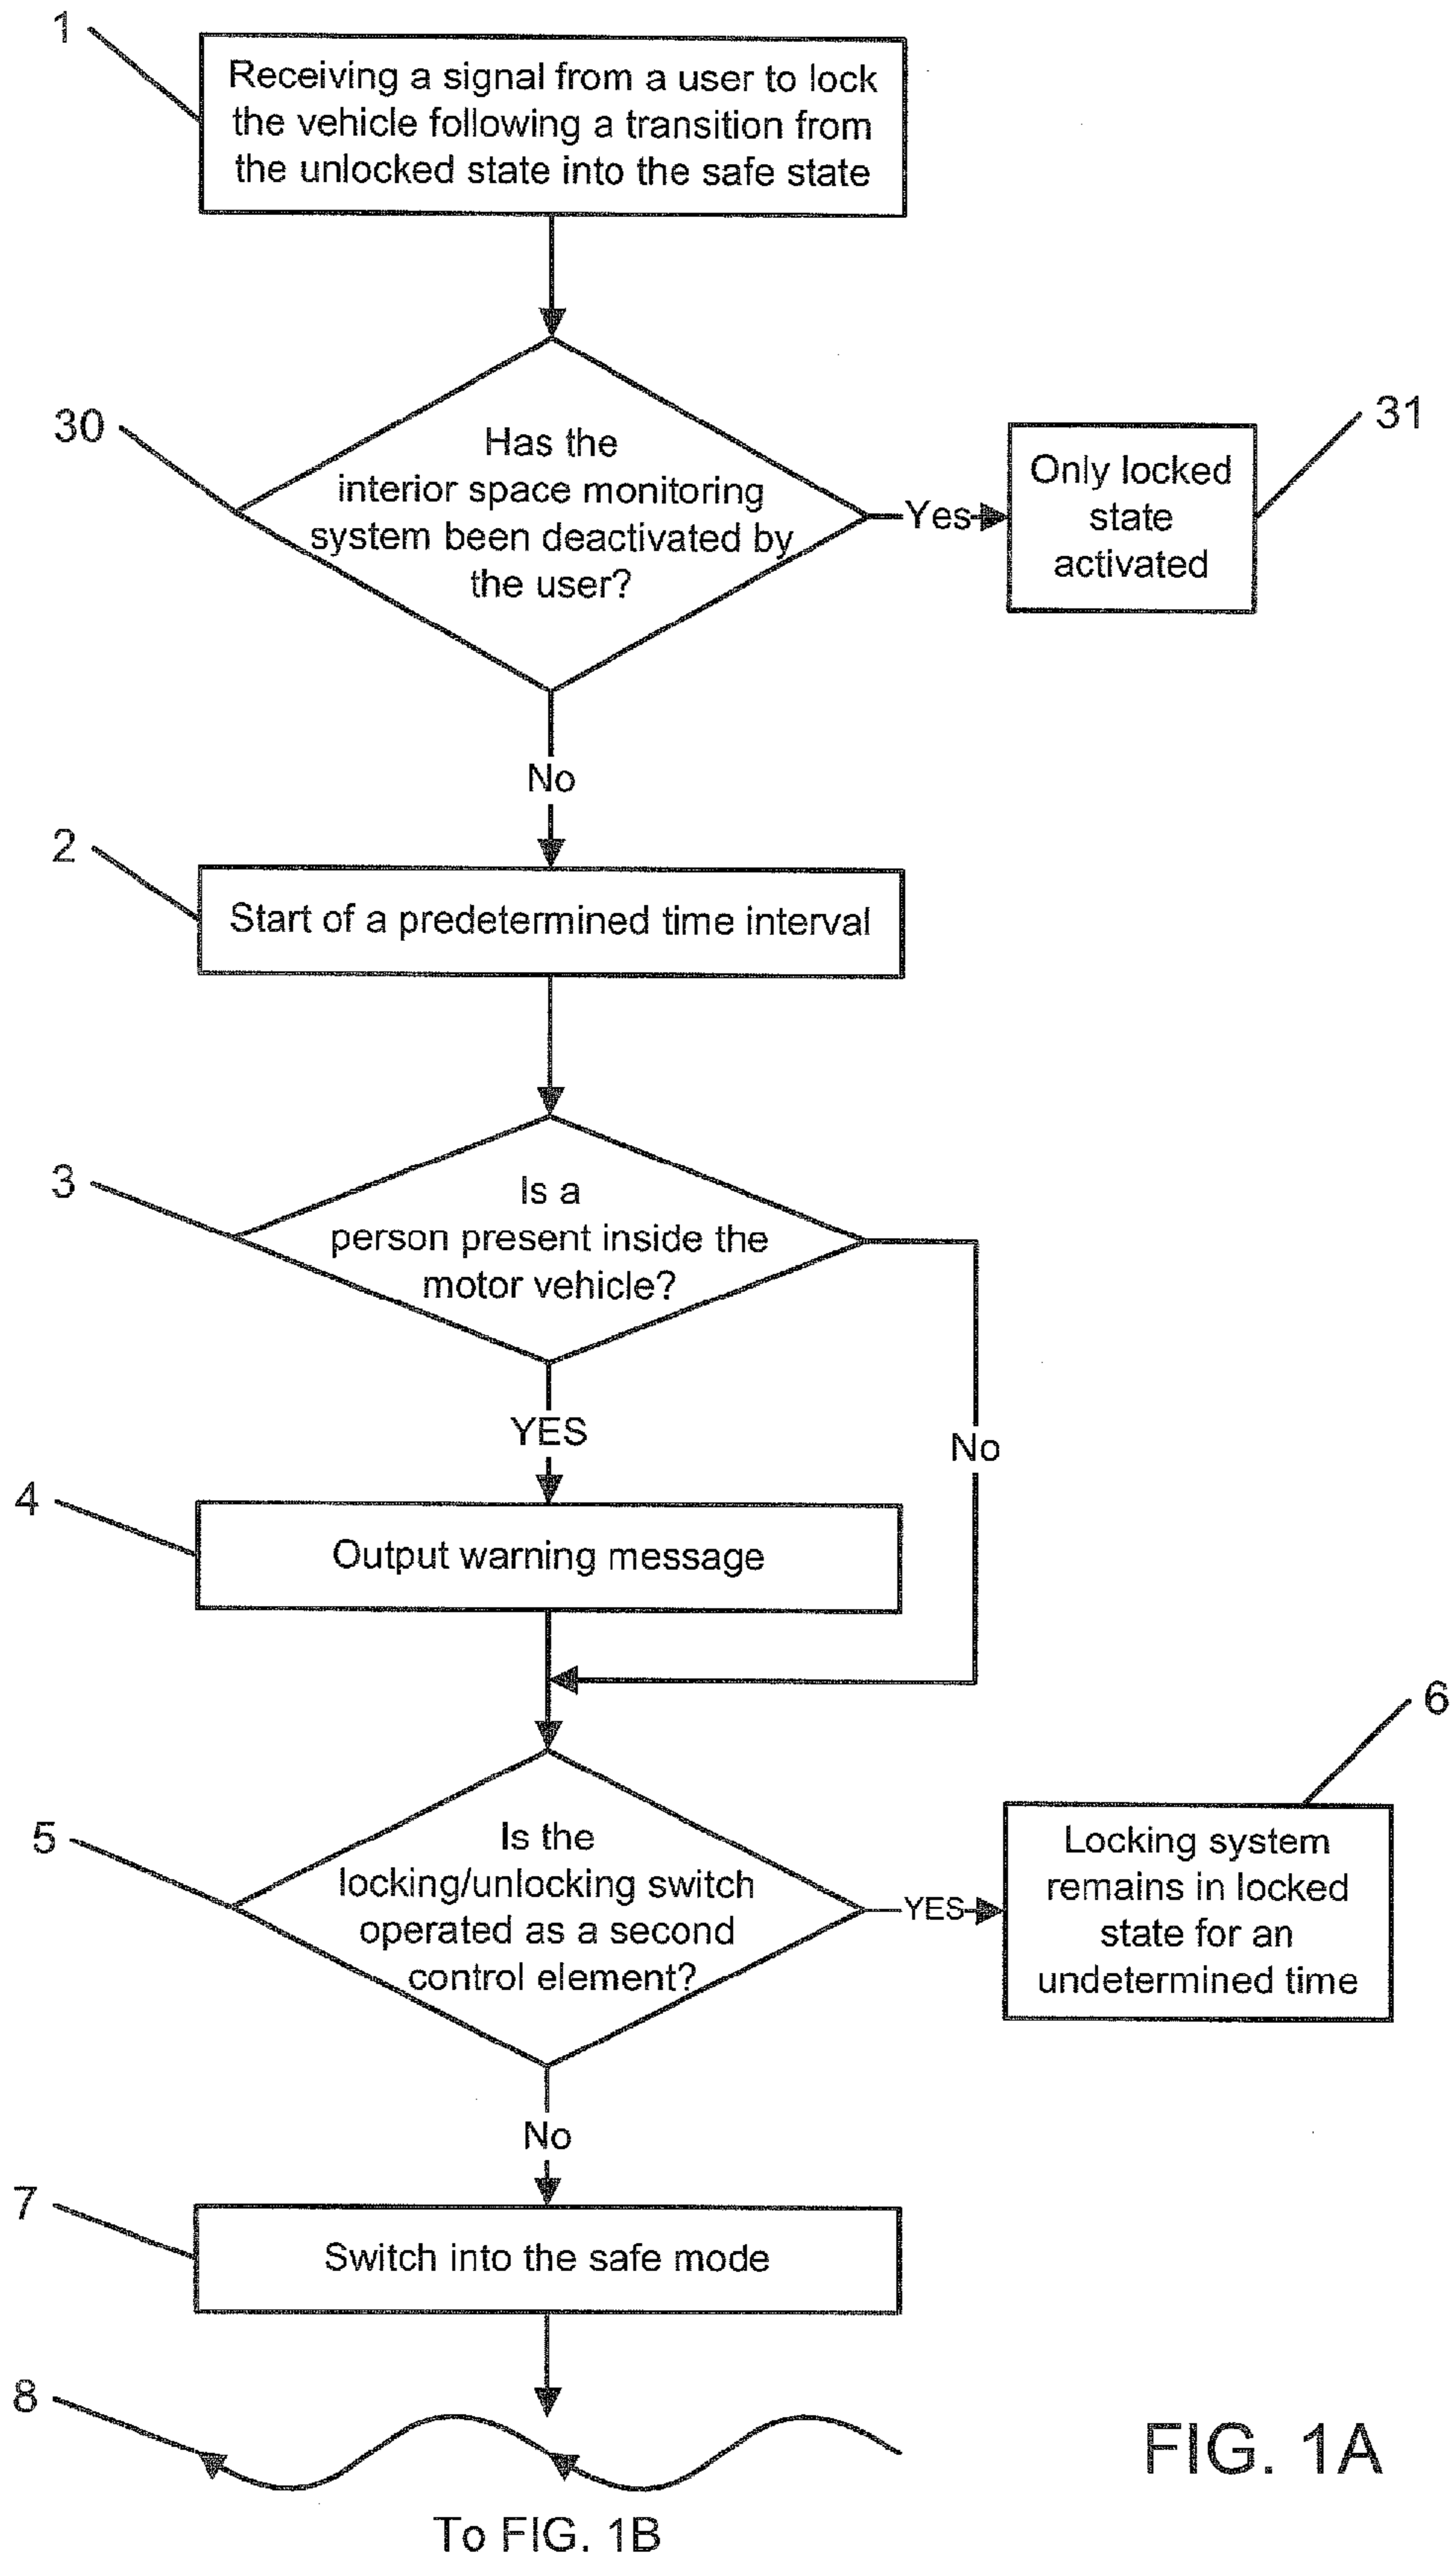 1
Receiving a signal from a user to lock
the vehicle following a transition from
the unlocked state into the safe state
30
Has the
interior space monitoring
system been deactivated by
the user?
Yes
31
Only locked
state
activated
No
2
Start of a predetermined time interval
3
Is a
person present inside the
motor vehicle?
YES
No
4
Output warning message
5
Is the
locking/unlocking switch
operated as a second
control element?
YES
6
Locking system
remains in locked
state for an
undetermined time
No
7
Switch into the safe mode
8
To FIG. 1B
FIG. 1A